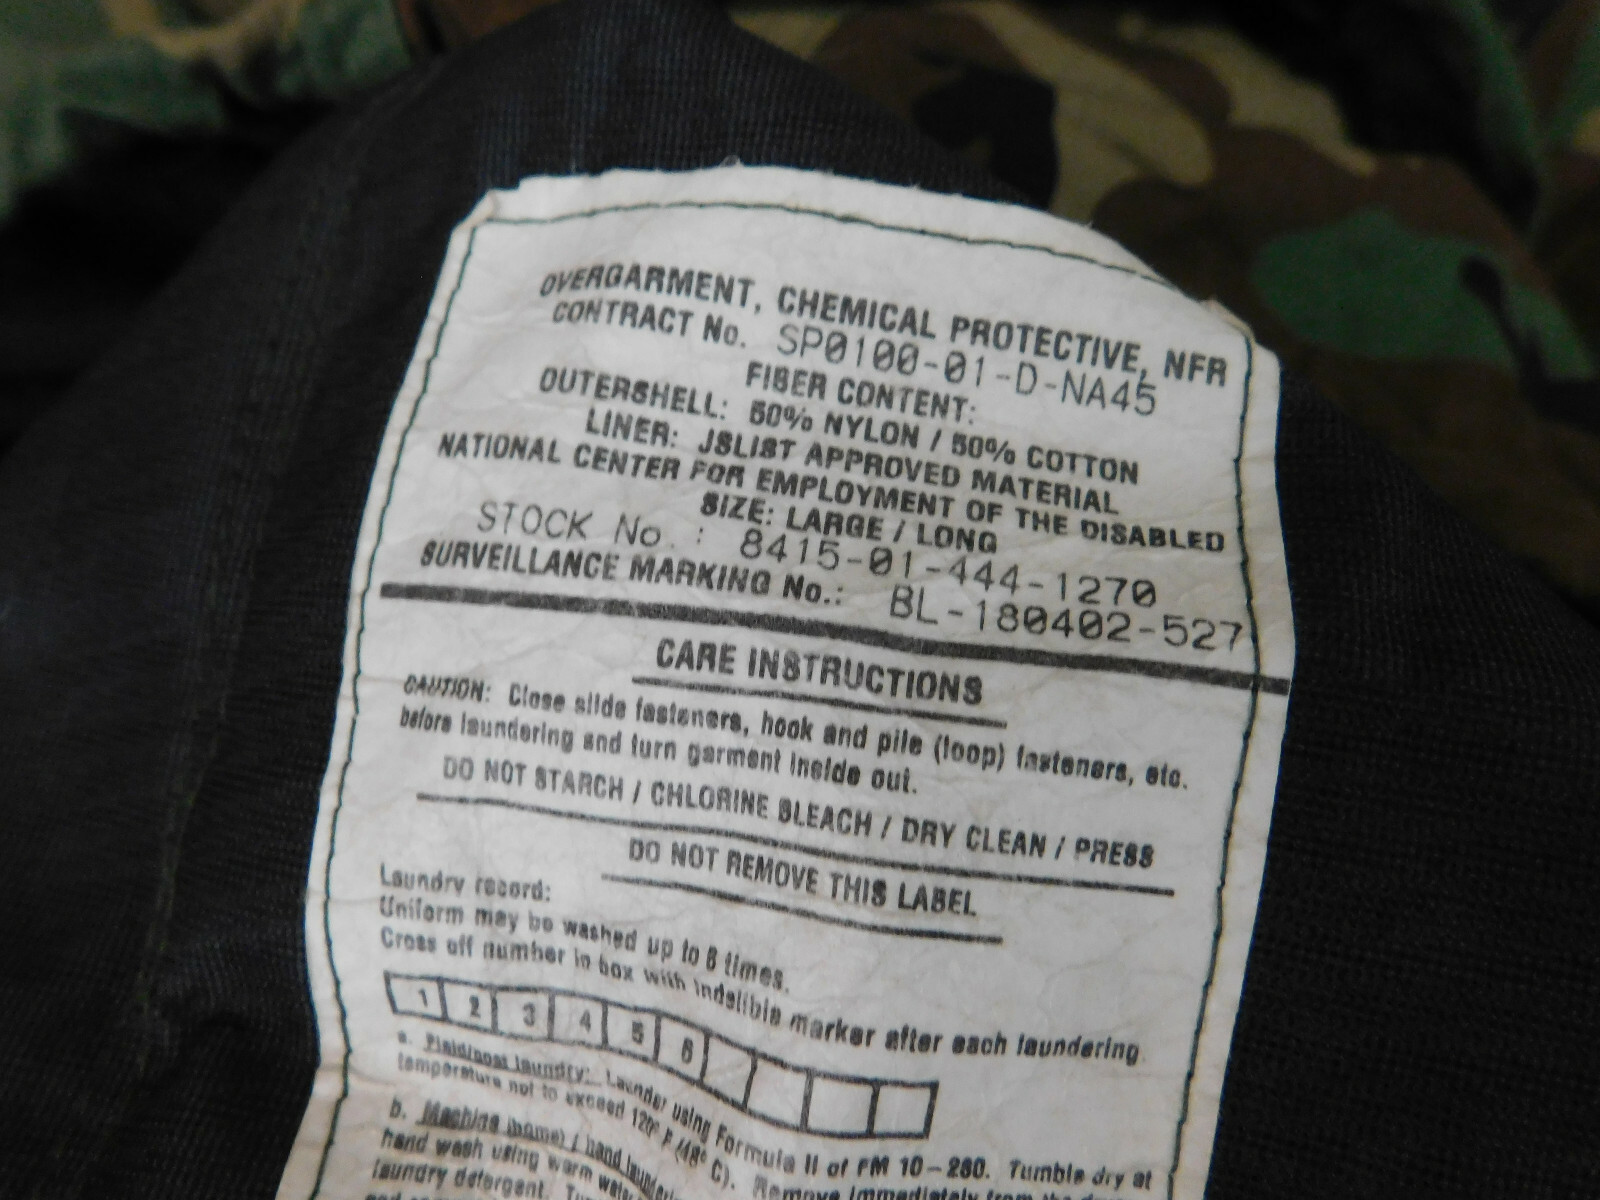 OVERGARMENT, CHEMICAL PROTECTIVE, NFR
CONTRACT No. SP0100-01-D-NA45
FIBER CONTENT:
OUTERSHELL: 50% NYLON / 50% COTTON
LINER: JSLIST APPROVED MATERIAL
NATIONAL CENTER FOR EMPLOYMENT OF THE DISABLED
SIZE: LARGE / LONG
STOCK No.: 8415-01-444-1270
SURVEILLANCE MARKING No.: BL-180402-527
CARE INSTRUCTIONS
CAUTION: Close slide fasteners, hook and pile (loop) fasteners, etc.
before laundering and turn garment inside out.
DO NOT STARCH / CHLORINE BLEACH / DRY CLEAN / PRESS
DO NOT REMOVE THIS LABEL
Laundry record:
Uniform may be washed up to 6 times.
Cross off number in box with indelible marker after each laundering.
1 2 3 4 5 6
a. Field/post laundry: Launder using Formula II of FM 10-280. Tumble dry at
temperature not to exceed 120° F (48° C). Remove immediately from the
b. Machine (home) / hand laundering
hand wash using warm water
laundry detergent.